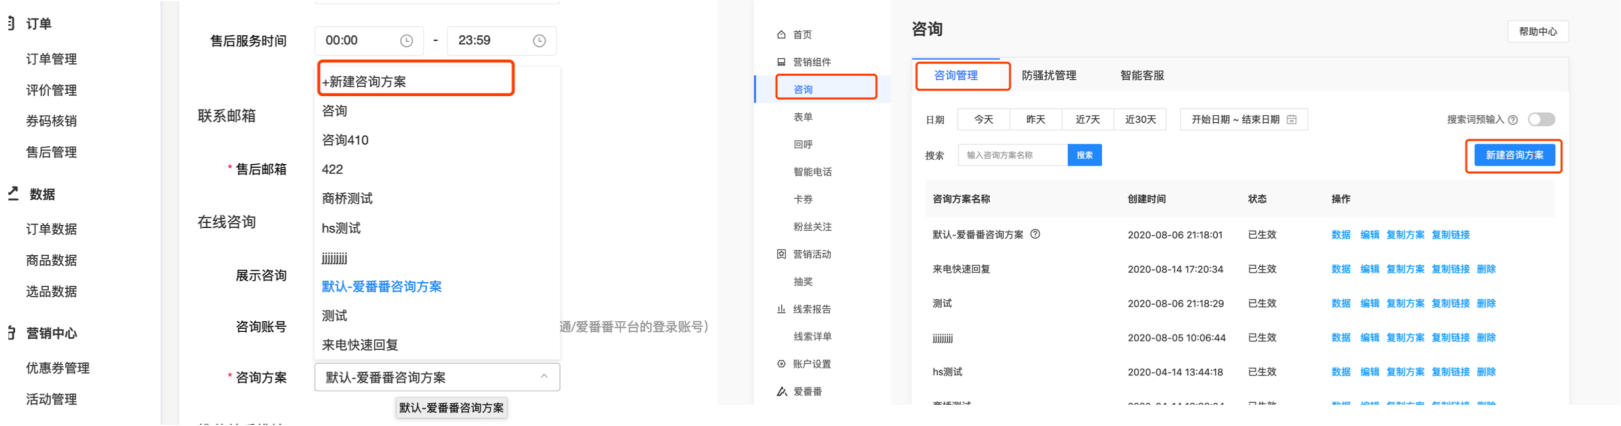 订单
订单管理
评价管理
券码核销
售后管理
数据
订单数据
商品数据
选品数据
营销中心
优惠券管理
活动管理
售后服务时间
00:00 - 23:59
+新建咨询方案
咨询
联系邮箱
咨询410
* 售后邮箱
422
商桥测试
在线咨询
hs测试
jjjjjjjjj
展示咨询
默认-爱番番咨询方案
测试
咨询账号
通/爱番番平台的登录账号）
来电快速回复
* 咨询方案
默认-爱番番咨询方案
默认-爱番番咨询方案
首页
营销组件
咨询
表单
回呼
智能电话
卡券
粉丝关注
营销活动
抽奖
线索报告
线索详单
账户设置
爱番番
咨询
帮助中心
咨询管理 防骚扰管理 智能客服
日期 今天 昨天 近7天 近30天 开始日期 ~ 结束日期
搜索词预输入
搜索 输入咨询方案名称 搜索
新建咨询方案
咨询方案名称 创建时间 状态 操作
默认-爱番番咨询方案 2020-08-06 21:18:01 已生效 数据 编辑 复制方案 复制链接
来电快速回复 2020-08-14 17:20:34 已生效 数据 编辑 复制方案 复制链接 删除
测试 2020-08-06 21:18:29 已生效 数据 编辑 复制方案 复制链接 删除
jjjjjjjjj 2020-08-05 10:06:44 已生效 数据 编辑 复制方案 复制链接 删除
hs测试 2020-04-14 13:44:18 已生效 数据 编辑 复制方案 复制链接 删除